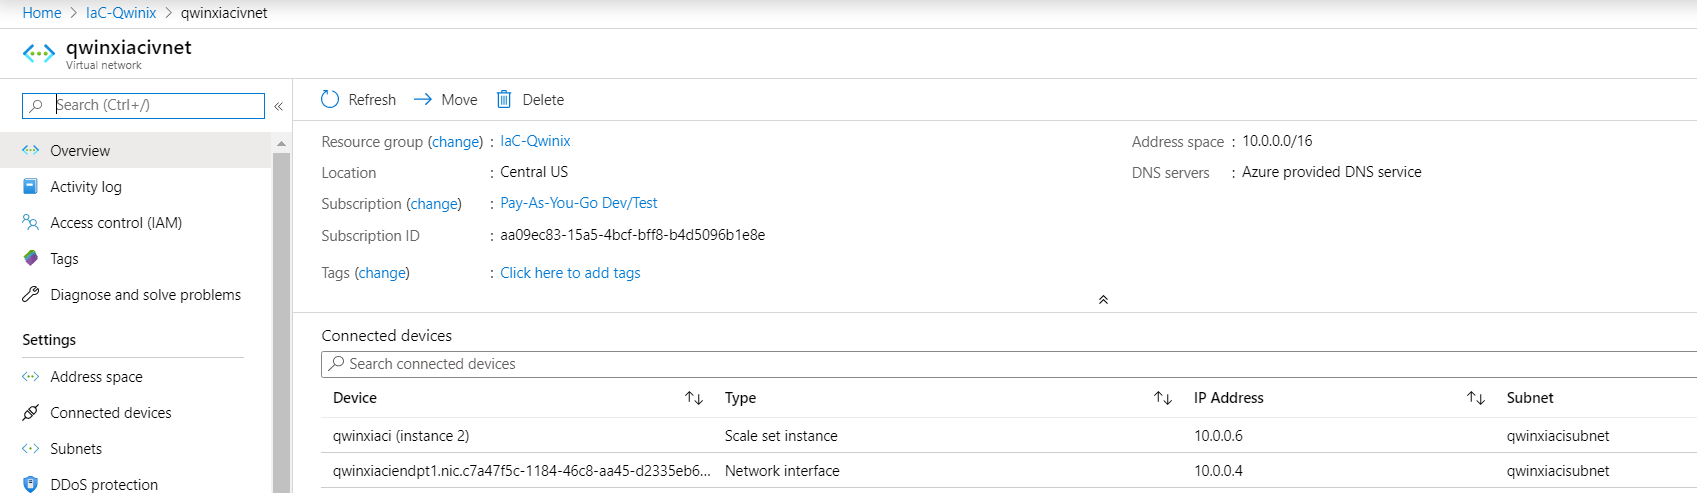 Home > IaC-Qwinix > qwinxiacivnet
qwinxiacivnet
Virtual network
Search (Ctrl+/)
«
Overview
Activity log
Access control (IAM)
Tags
Diagnose and solve problems
Settings
Address space
Connected devices
Subnets
DDoS protection
Refresh Move Delete
Resource group (change) : IaC-Qwinix
Location : Central US
Subscription (change) : Pay-As-You-Go Dev/Test
Subscription ID : aa09ec83-15a5-4bcf-bff8-b4d5096b1e8e
Tags (change) : Click here to add tags
Address space : 10.0.0.0/16
DNS servers : Azure provided DNS service
Connected devices
Search connected devices
Device Type IP Address Subnet
qwinxiaci (instance 2) Scale set instance 10.0.0.6 qwinxiacisubnet
qwinxiaciendpt1.nic.c7a47f5c-1184-46c8-aa45-d2335eb6... Network interface 10.0.0.4 qwinxiacisubnet